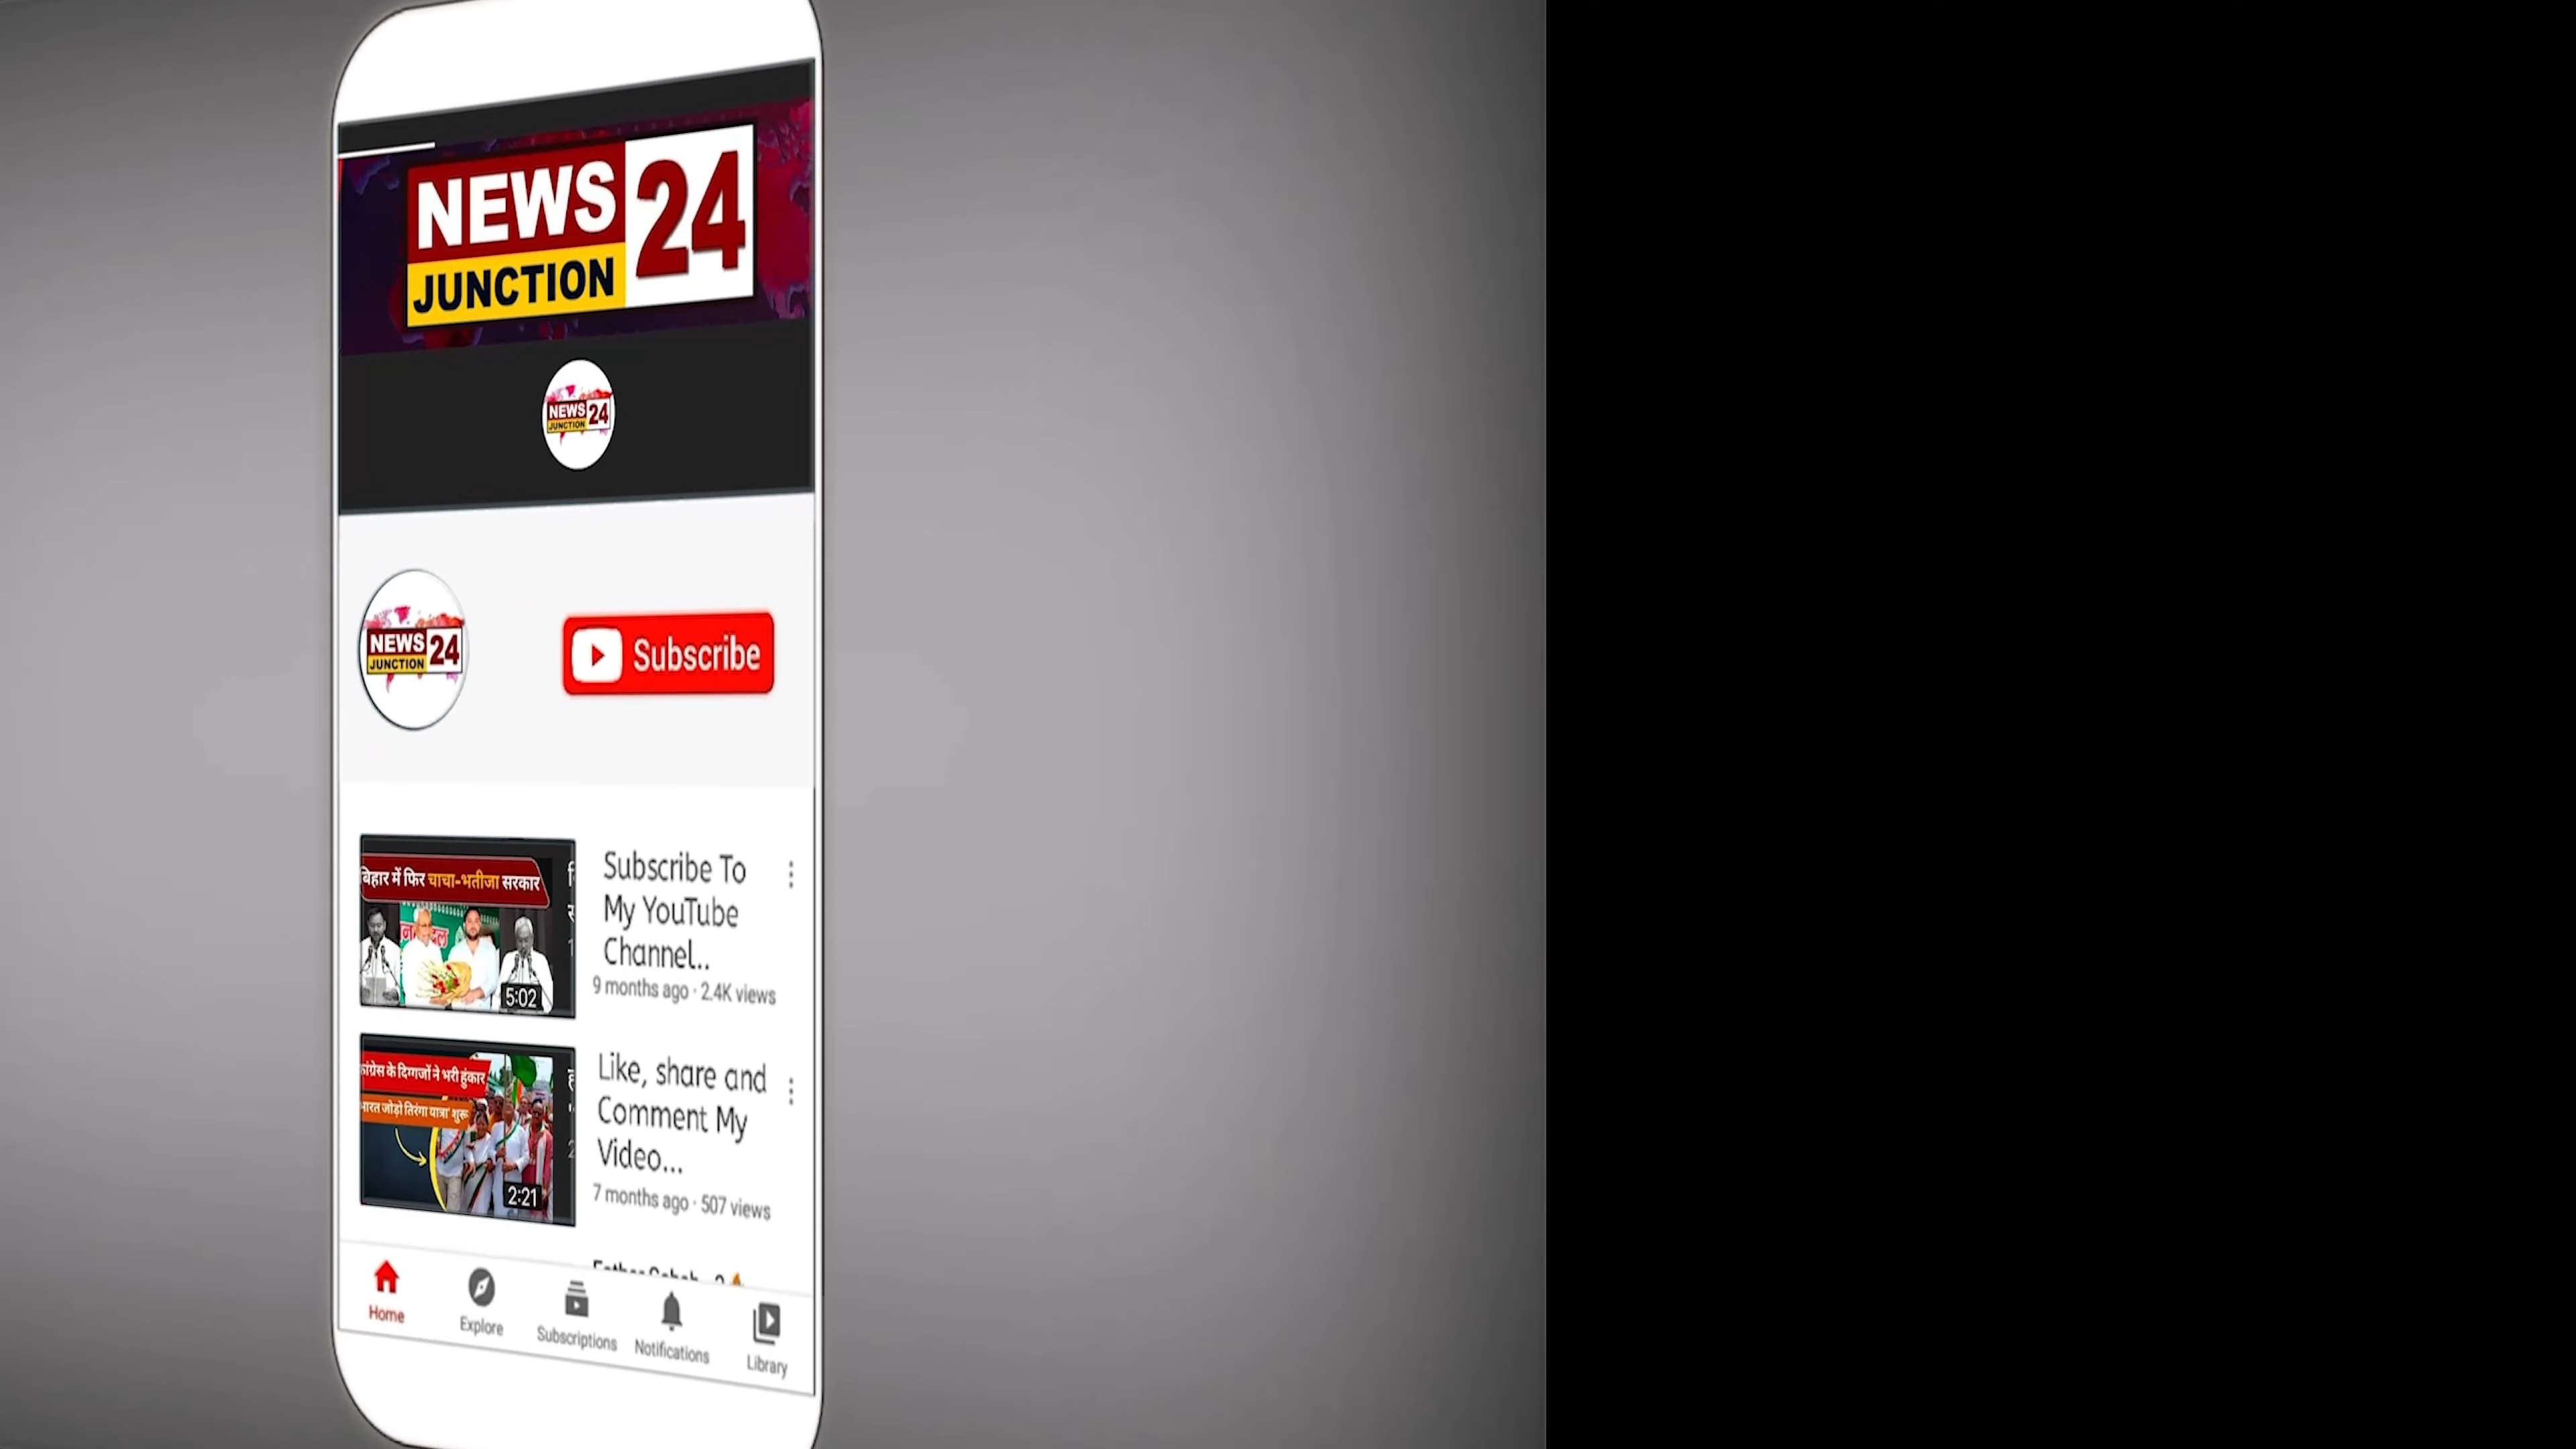 NEWS 24
JUNCTION
NEWS 24
JUNCTION
NEWS 24
JUNCTION
Subscribe
बिहार में फिर चाचा-भतीजा सरकार
5:02
Subscribe To
My YouTube
Channel..
9 months ago · 2.4K views
कांग्रेस के दिग्गजों ने भरी हुंकार
भारत जोड़ो तिरंगा यात्रा शुरू
2:21
Like, share and
Comment My
Video...
7 months ago · 507 views
Home
Explore
Subscriptions
Notifications
Library